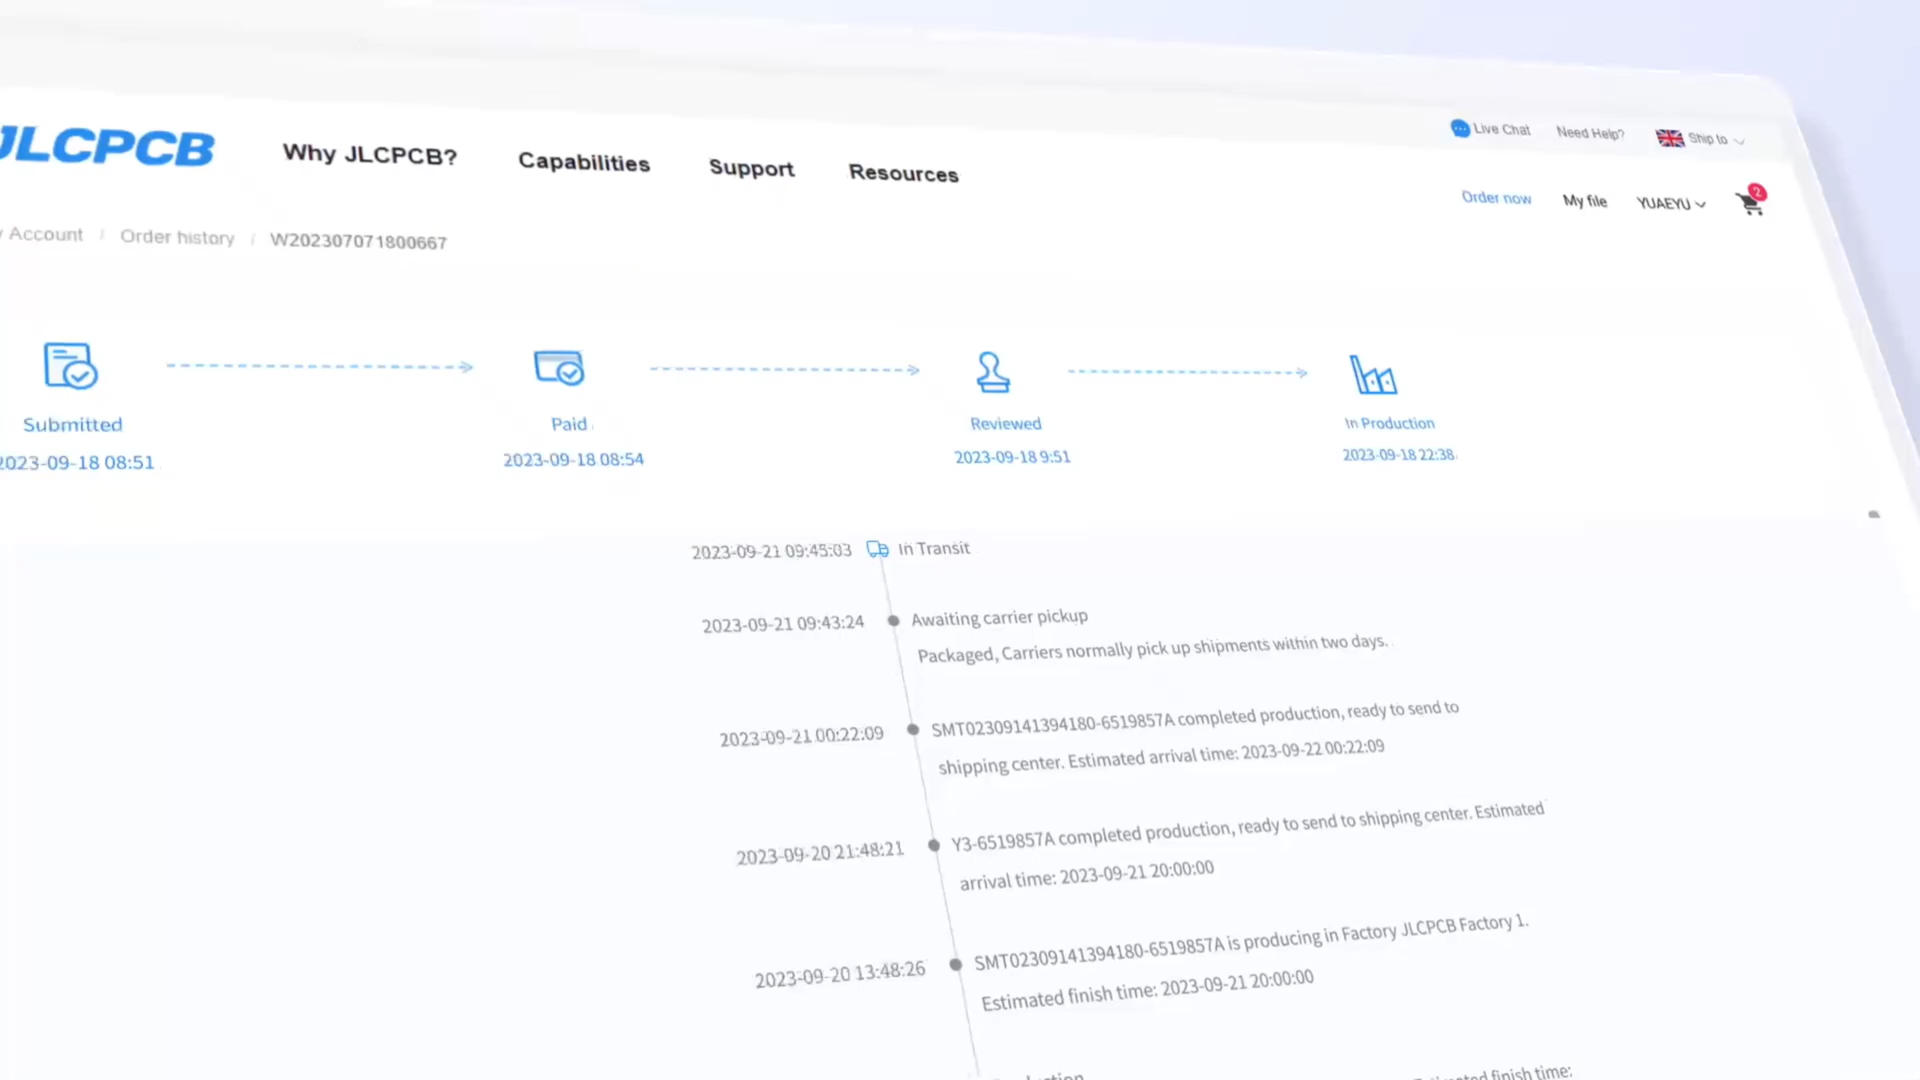 Live Chat Need Help? Ship to
JLCPCB Why JLCPCB? Capabilities Support Resources
Order now My file YUAEYU 2
Account / Order history / W202307071800667
Submitted Paid Reviewed In Production
2023-09-18 08:51 2023-09-18 08:54 2023-09-18 9:51 2023-09-18 22:38
2023-09-21 09:45:03 In Transit
2023-09-21 09:43:24 Awaiting carrier pickup
Packaged, Carriers normally pick up shipments within two days.
2023-09-21 00:22:09 SMT02309141394180-6519857A completed production, ready to send to
shipping center. Estimated arrival time: 2023-09-22 00:22:09
2023-09-20 21:48:21 Y3-6519857A completed production, ready to send to shipping center. Estimated
arrival time: 2023-09-21 20:00:00
2023-09-20 13:48:26 SMT02309141394180-6519857A is producing in Factory JLCPCB Factory 1.
Estimated finish time: 2023-09-21 20:00:00
finish time: